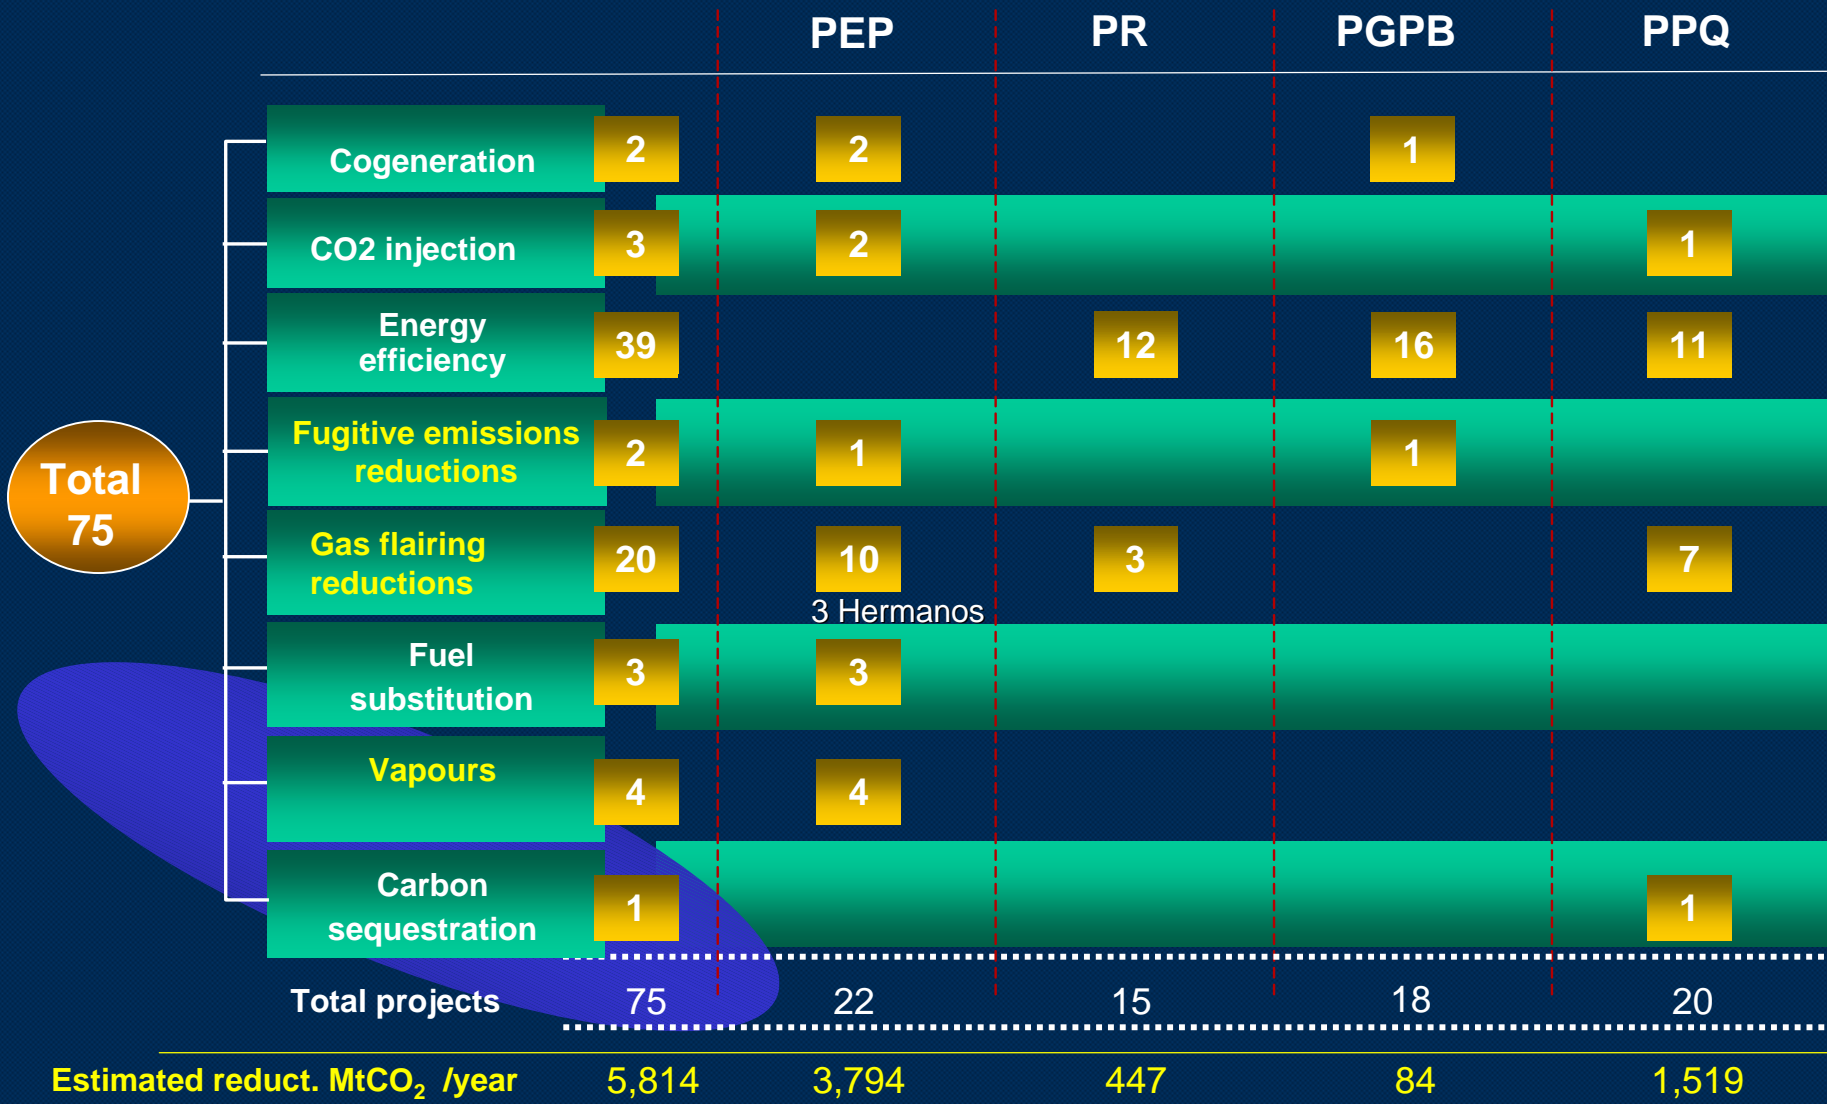 PEP PR PGPB PPQ
Cogeneration 2 2 1
CO2 injection 3 2 1
Energy
efficiency 39 12 16 11
Fugitive emissions
reductions 2 1 1
Total
75
Gas flairing
reductions 20 10 3 7
3 Hermanos
Fuel
substitution 3 3
Vapours 4 4
Carbon
sequestration 1 1
Total projects 75 22 15 18 20
Estimated reduct. MtCO₂ /year 5,814 3,794 447 84 1,519